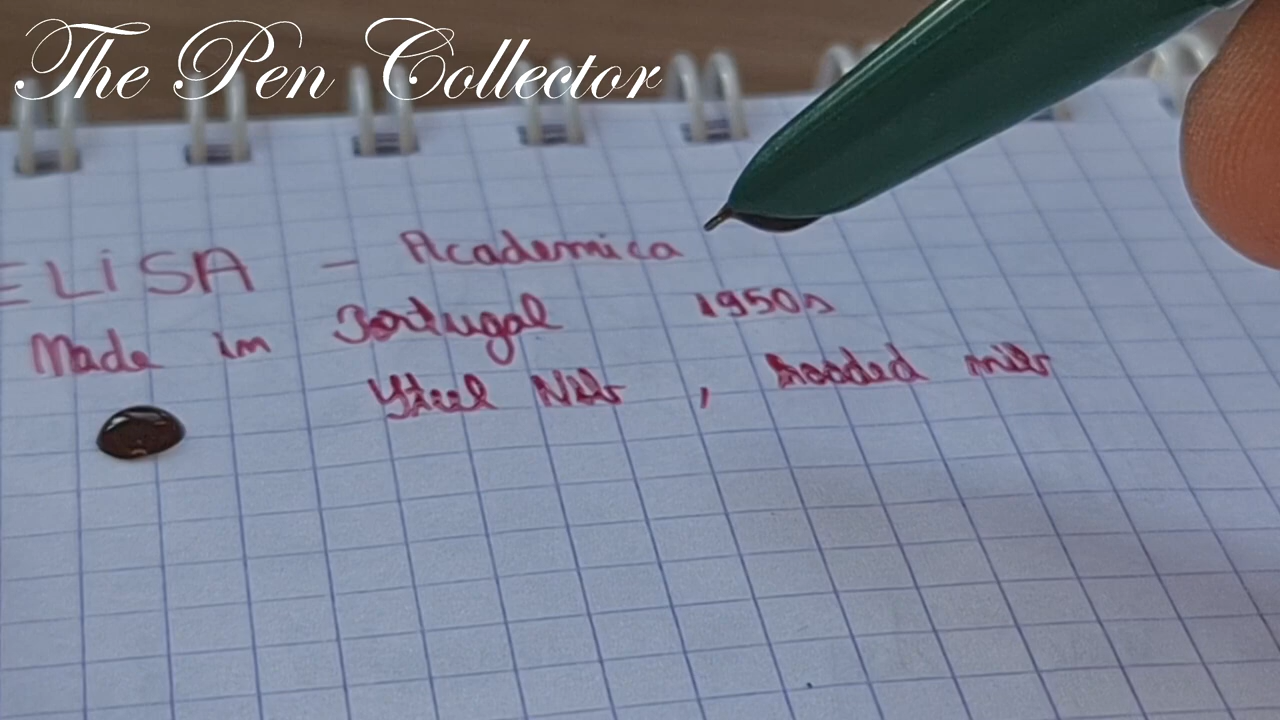 The Pen Collector
ELISA - Academica
Made in Portugal 1950s
Steel Nib, hooded nib